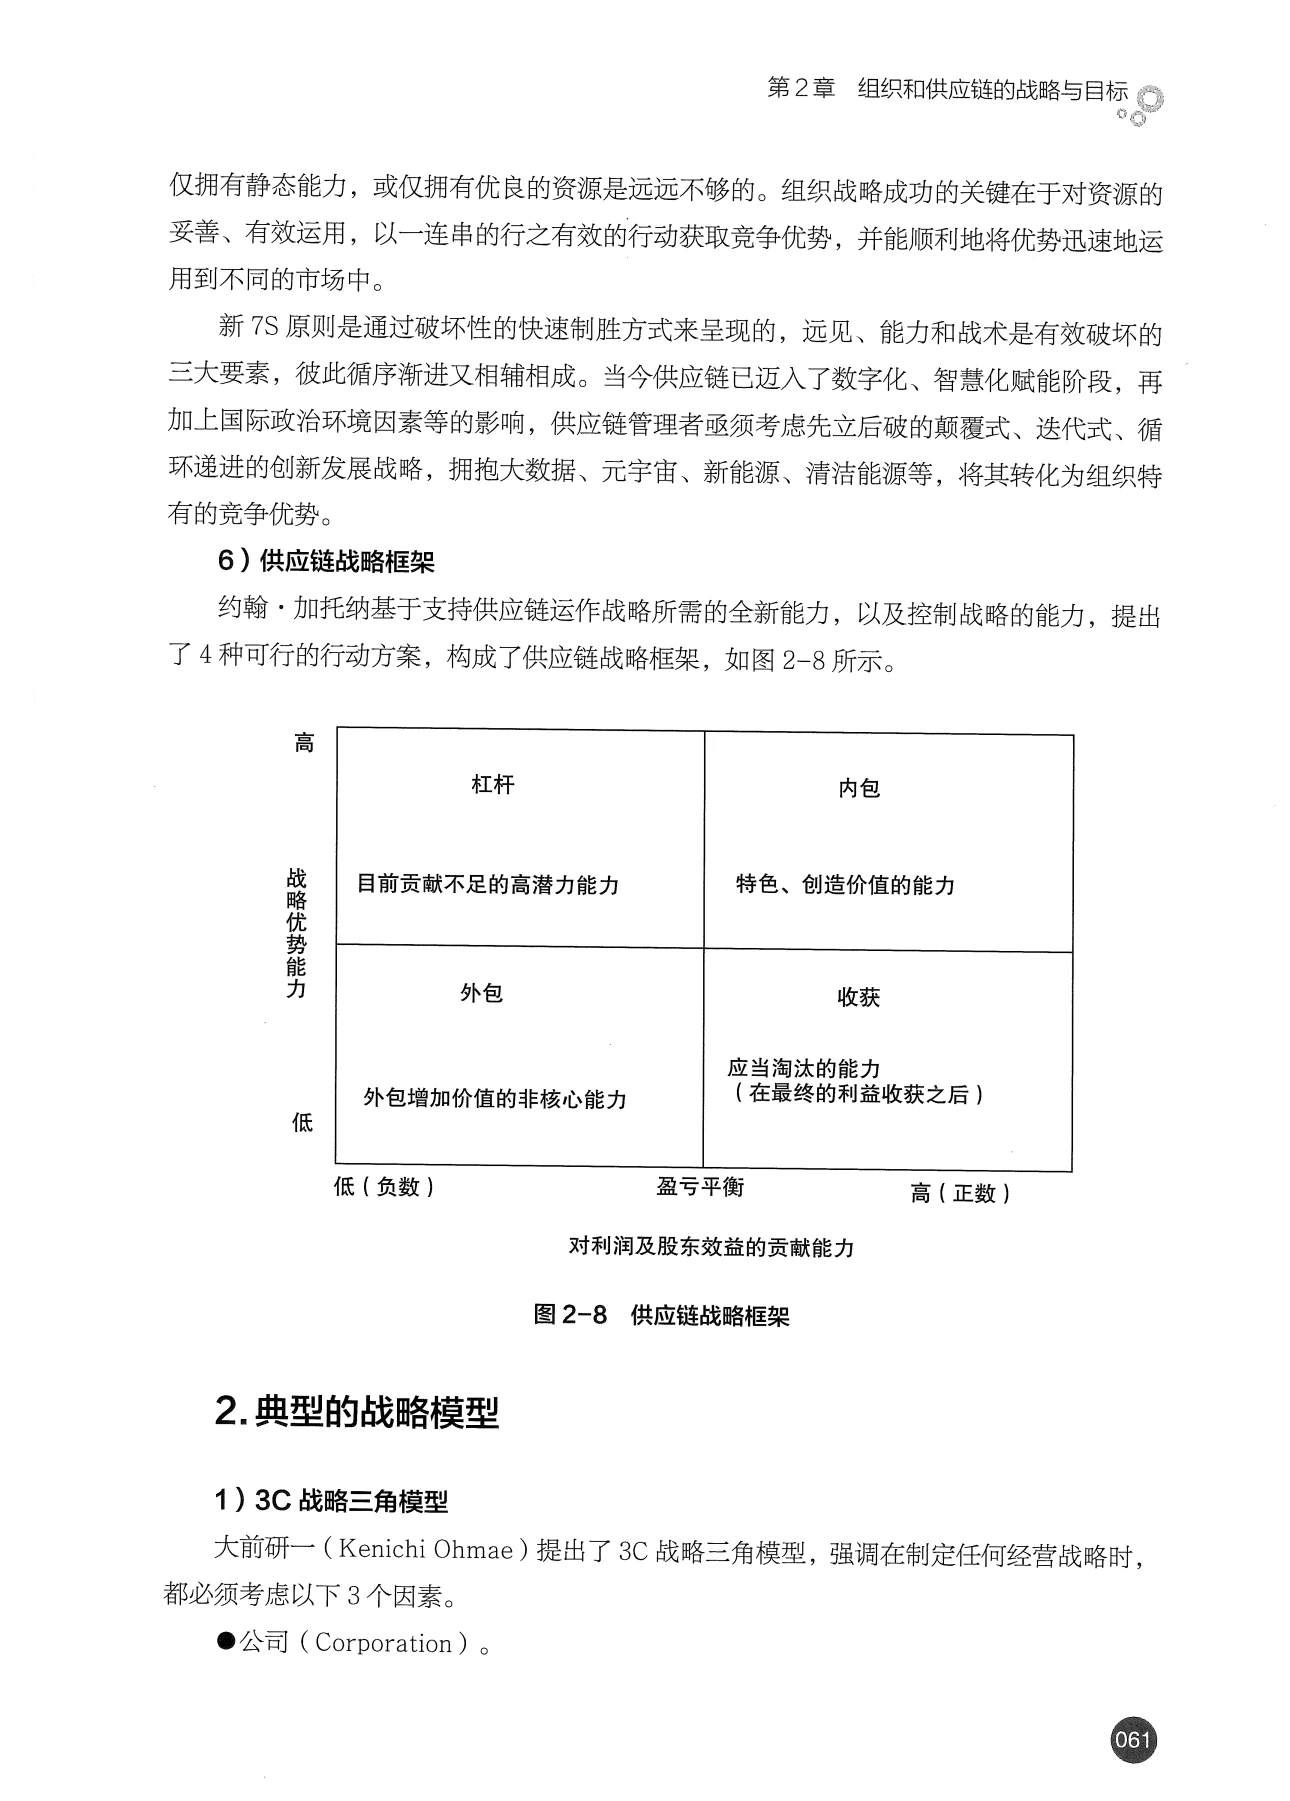 第2章 组织和供应链的战略与目标
仅拥有静态能力，或仅拥有优良的资源是远远不够的。组织战略成功的关键在于对资源的
妥善、有效运用，以一连串的行之有效的行动获取竞争优势，并能顺利地将优势迅速地运
用到不同的市场中。
新 7S 原则是通过破坏性的快速制胜方式来呈现的，远见、能力和战术是有效破坏的
三大要素，彼此循序渐进又相辅相成。当今供应链已迈入了数字化、智慧化赋能阶段，再
加上国际政治环境因素等的影响，供应链管理者亟须考虑先立后破的颠覆式、迭代式、循
环递进的创新发展战略，拥抱大数据、元宇宙、新能源、清洁能源等，将其转化为组织特
有的竞争优势。
6）供应链战略框架
约翰·加托纳基于支持供应链运作战略所需的全新能力，以及控制战略的能力，提出
了 4 种可行的行动方案，构成了供应链战略框架，如图 2-8 所示。
高
杠杆
内包
目前贡献不足的高潜力能力
特色、创造价值的能力
战略优势能力
外包
收获
外包增加价值的非核心能力
应当淘汰的能力
（在最终的利益收获之后）
低
低（负数）
盈亏平衡
高（正数）
对利润及股东效益的贡献能力
图 2-8 供应链战略框架
2.典型的战略模型
1）3C 战略三角模型
大前研一（Kenichi Ohmae）提出了 3C 战略三角模型，强调在制定任何经营战略时，
都必须考虑以下 3 个因素。
●公司（Corporation）。
061